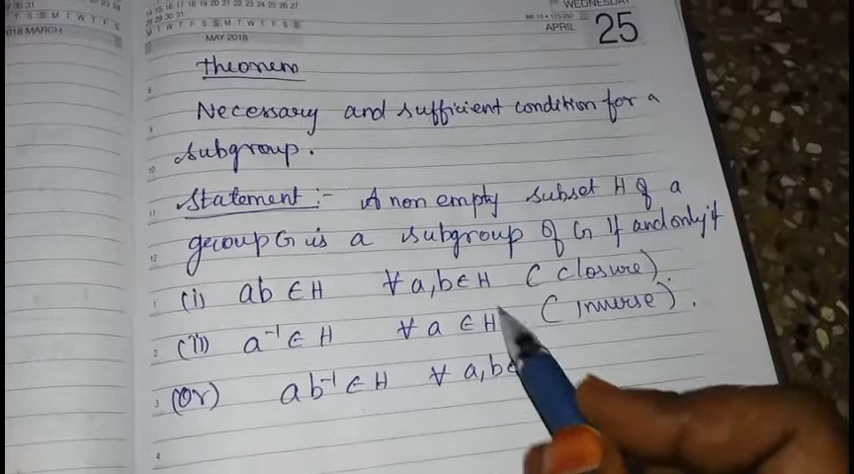 WEDNESDAY
APRIL 25
2018 MARCH
MAY 2018
Theorem
Necessary and sufficient condition for a
subgroup.
Statement :- A non empty subset H of a
group G is a subgroup of G if and only if
(i) ab ∈ H ∀ a, b ∈ H ( closure ).
(ii) a⁻¹ ∈ H ∀ a ∈ H ( inverse ).
(or) ab⁻¹ ∈ H ∀ a, b ∈